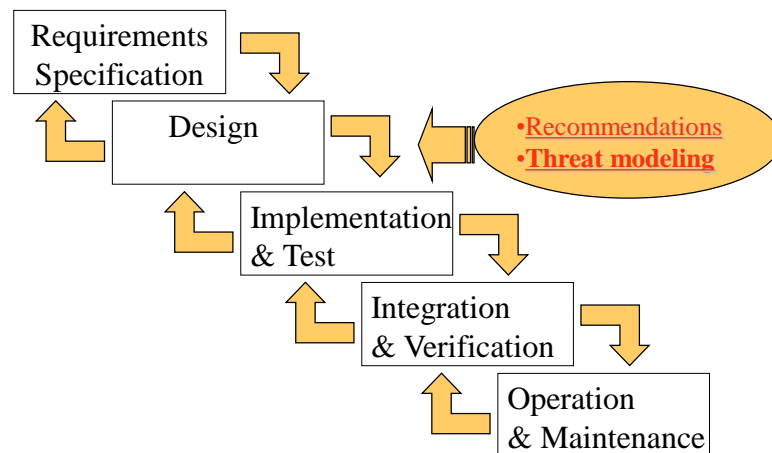 Requirements
Specification
Design
•Recommendations
•Threat modeling
Implementation
& Test
Integration
& Verification
Operation
& Maintenance